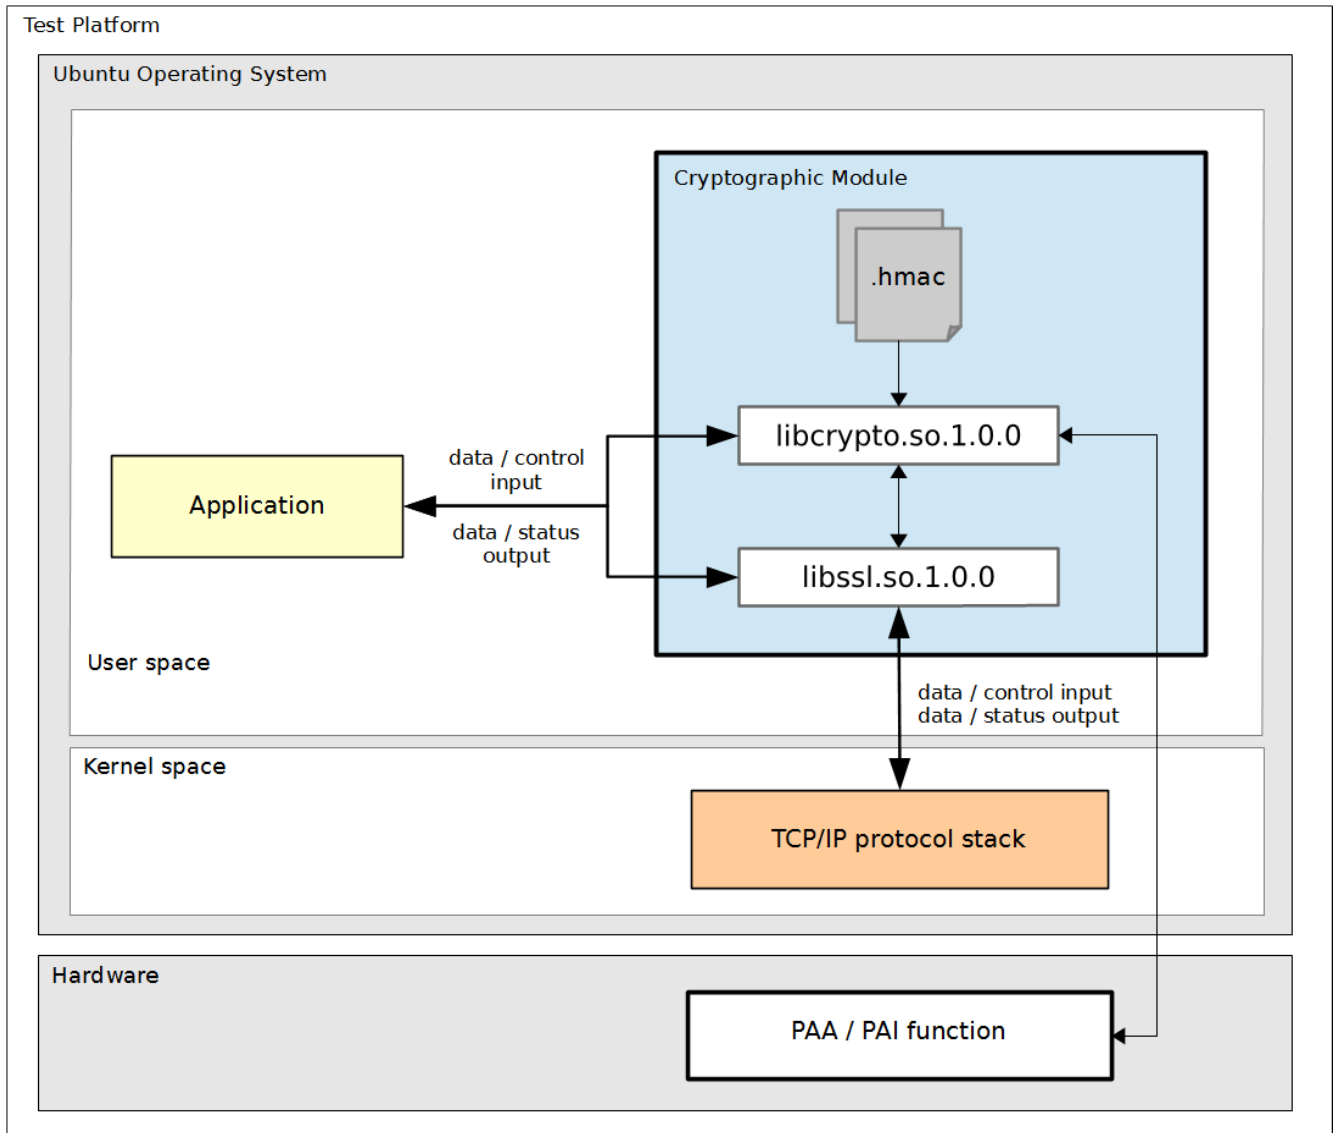 Test Platform
Ubuntu Operating System
Cryptographic Module
.hmac
libcrypto.so.1.0.0
data / control
input
Application
data / status
output
libssl.so.1.0.0
User space
data / control input
data / status output
Kernel space
TCP/IP protocol stack
Hardware
PAA / PAI function